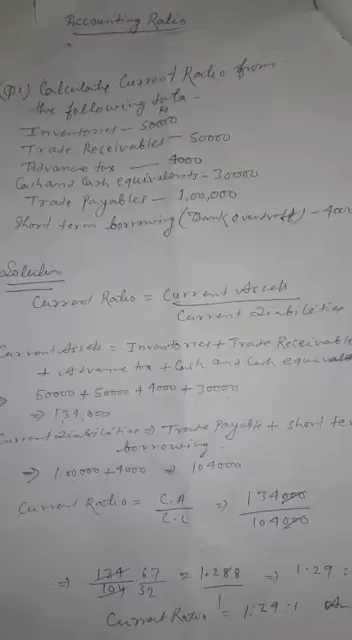 Accounting Ratio
(Q1) Calculate Current Ratio from
the following data -
Inventories - 50000
Trade Receivables - 50000
Advance tax - 4000
Cash and Cash equivalents - 30000
Trade Payables - 1,00,000
Short term borrowing (Bank overdraft) - 4000
Solution
Current Ratio = Current Assets / Current Liabilities
Current Assets = Inventories + Trade Receivable
+ Advance tax + Cash and Cash equivale
50000 + 50000 + 4000 + 30000
⇒ 134,000
Current Liabilities ⇒ Trade Payable + short ter
borrowing
⇒ 1,00000 + 4000 ⇒ 104000
Current Ratio = C.A / C.L ⇒ 134000 / 104000
⇒ 134 / 104 67 / 52 = 1.288 / 1 ⇒ 1.29 :
Current Ratio = 1.29 : 1